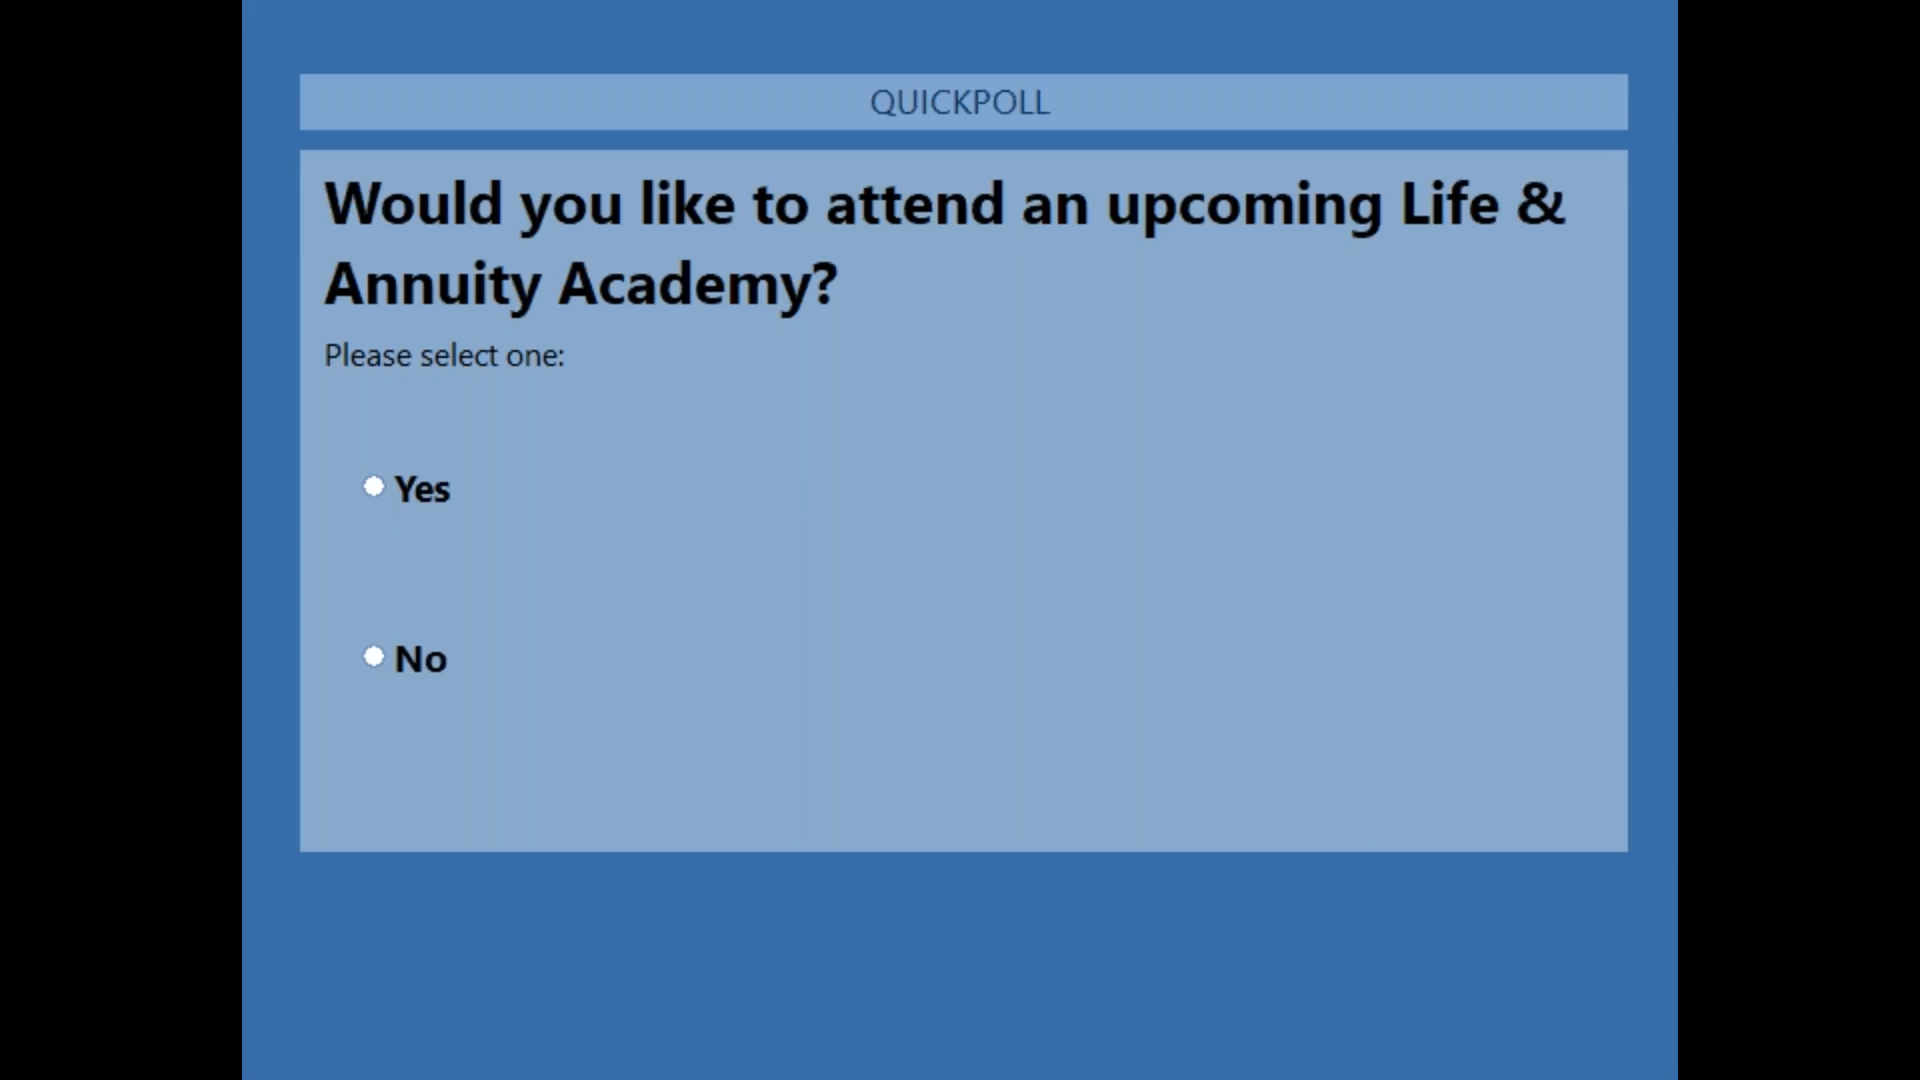 QUICKPOLL
Would you like to attend an upcoming Life &
Annuity Academy?
Please select one:
Yes
No